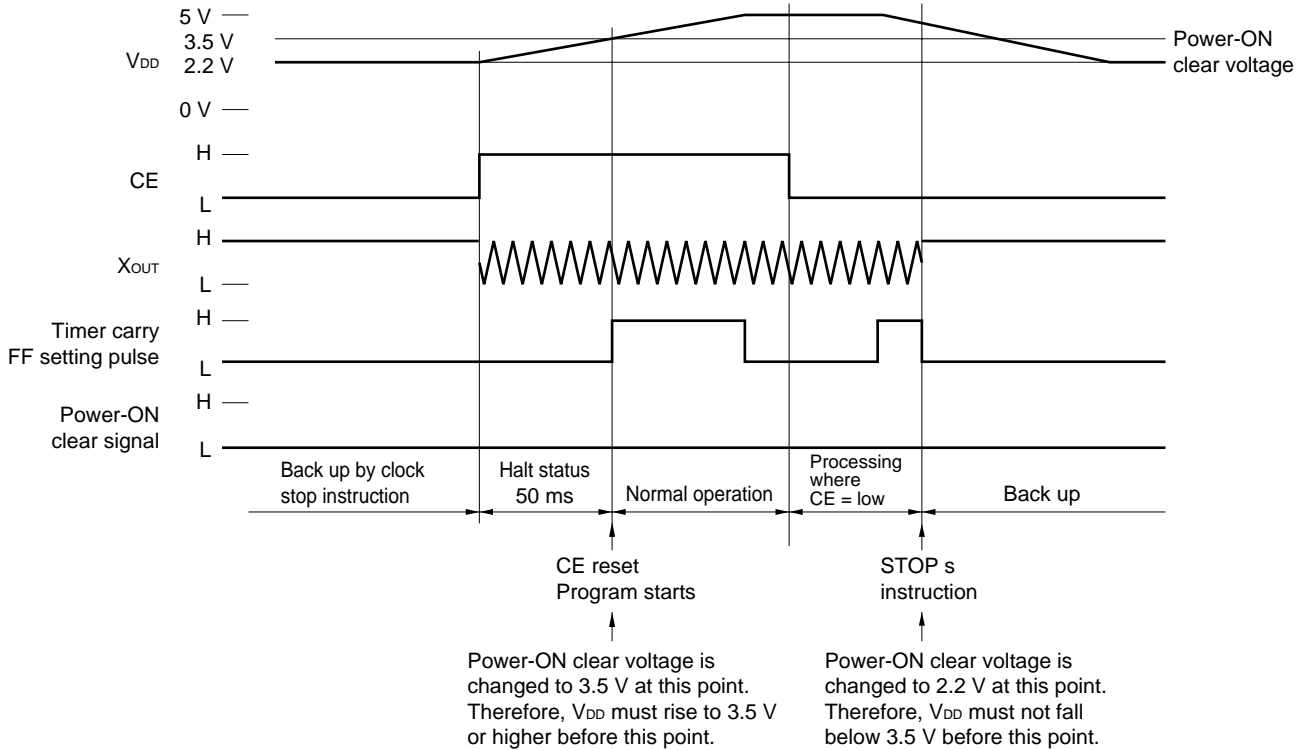 5 V
3.5 V
VDD 2.2 V
0 V
Power-ON
clear voltage
H
CE
L
H
XOUT
L
H
Timer carry
FF setting pulse
L
H
Power-ON
clear signal
L
Back up by clock
stop instruction
Halt status
50 ms
Normal operation
Processing
where
CE = low
Back up
CE reset
Program starts
STOP s
instruction
Power-ON clear voltage is
changed to 3.5 V at this point.
Therefore, VDD must rise to 3.5 V
or higher before this point.
Power-ON clear voltage is
changed to 2.2 V at this point.
Therefore, VDD must not fall
below 3.5 V before this point.